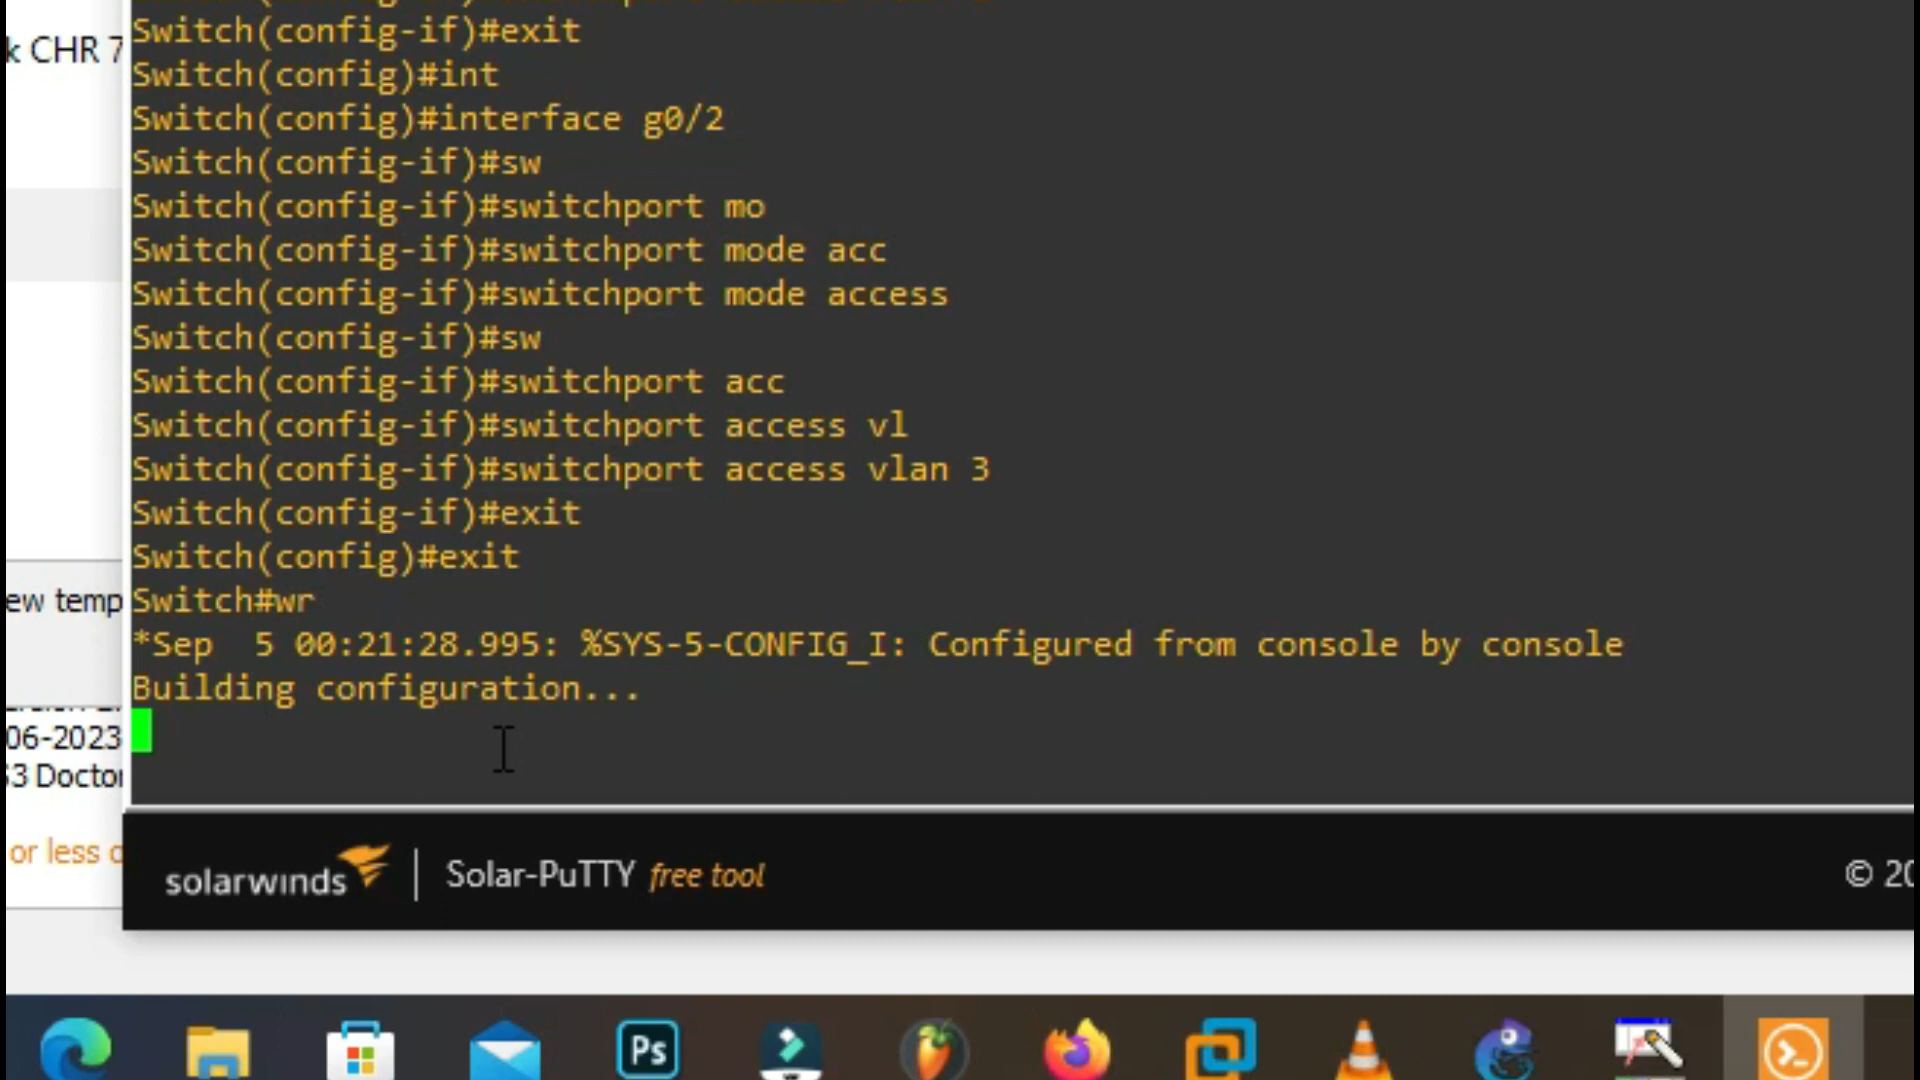 Switch(config-if)#exit
k CHR 7
Switch(config)#int
Switch(config)#interface g0/2
Switch(config-if)#sw
Switch(config-if)#switchport mo
Switch(config-if)#switchport mode acc
Switch(config-if)#switchport mode access
Switch(config-if)#sw
Switch(config-if)#switchport acc
Switch(config-if)#switchport access vl
Switch(config-if)#switchport access vlan 3
Switch(config-if)#exit
Switch(config)#exit
ew temp
Switch#wr
*Sep  5 00:21:28.995: %SYS-5-CONFIG_I: Configured from console by console
Building configuration...
06-2023
S3 Doctor
or less
solarwinds
Solar-PuTTY free tool
© 20
Ps